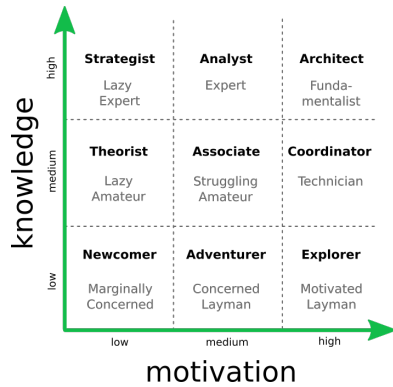 high
Strategist
Analyst
Architect
Lazy
Expert
Expert
Funda-
mentalist
knowledge
medium
Theorist
Associate
Coordinator
Lazy
Amateur
Struggling
Amateur
Technician
low
Newcomer
Adventurer
Explorer
Marginally
Concerned
Concerned
Layman
Motivated
Layman
low
medium
high
motivation